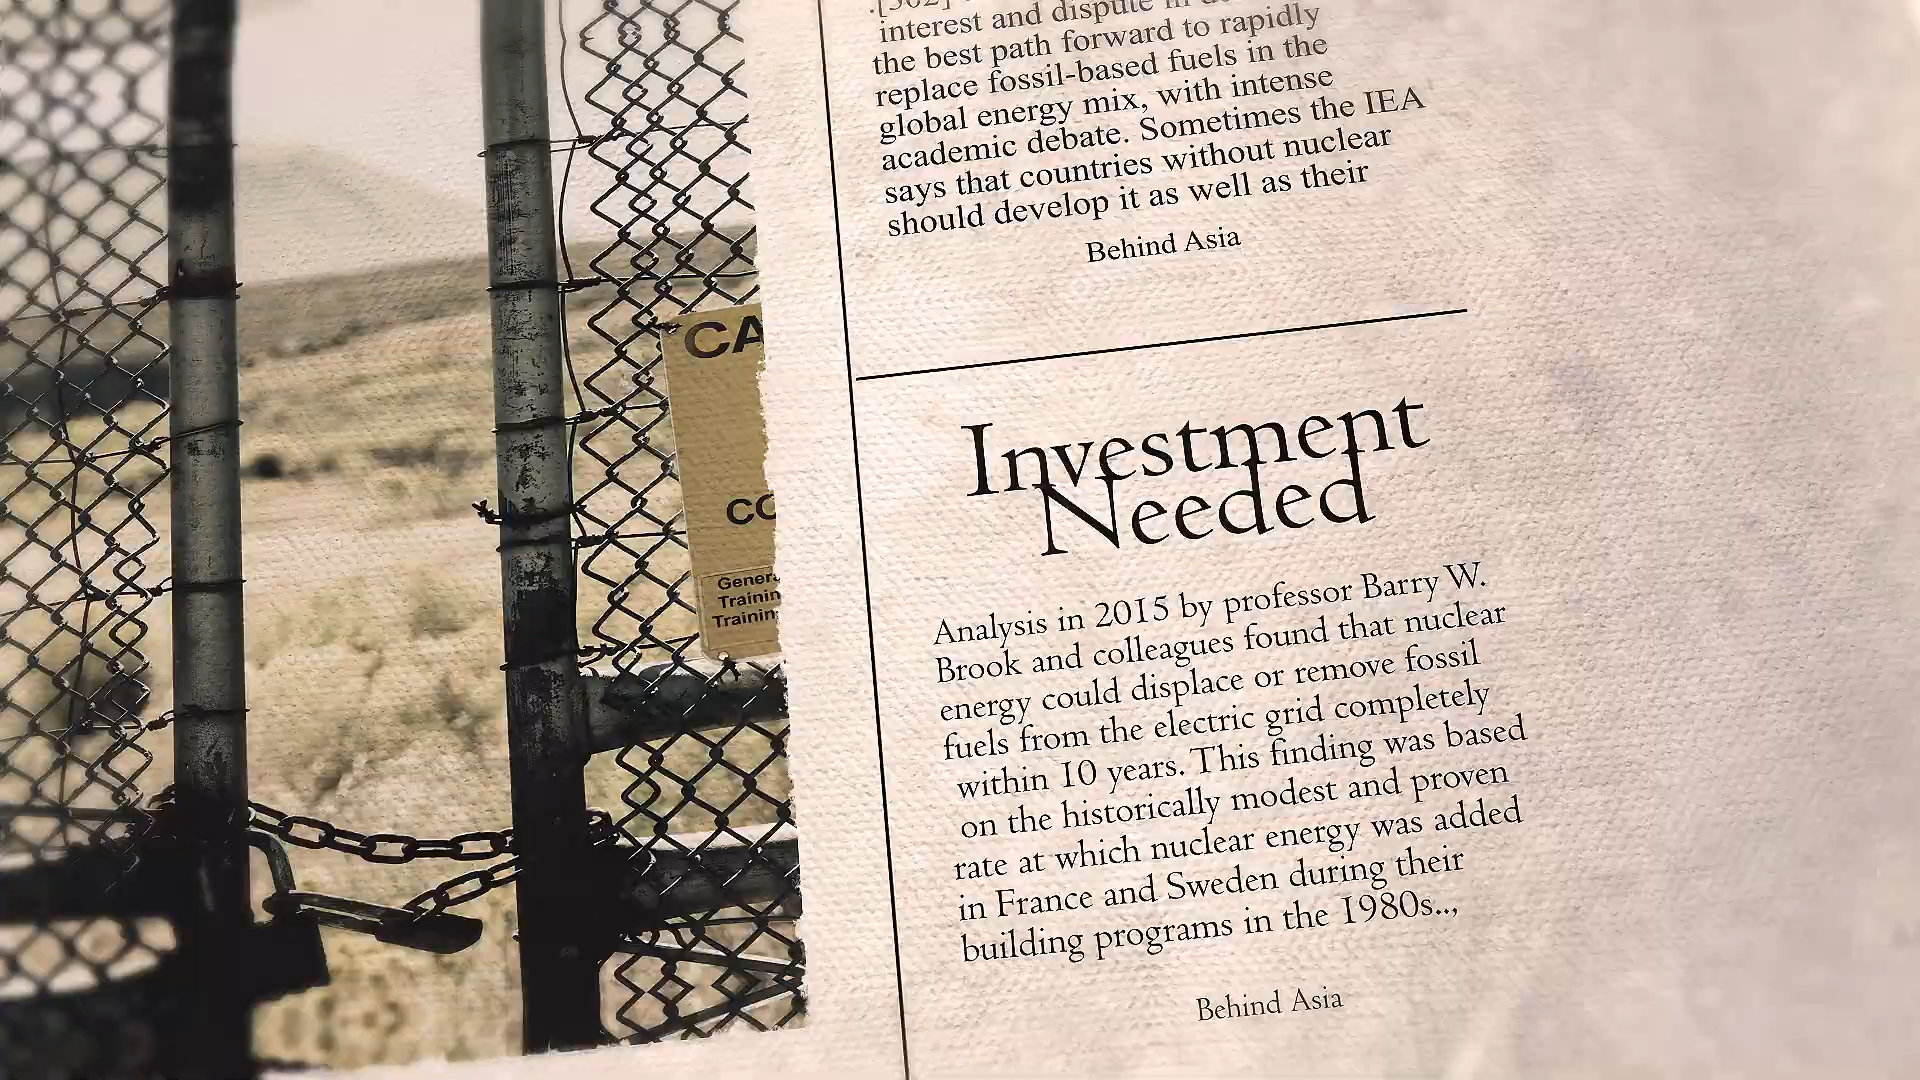 interest and dispute in
the best path forward to rapidly
replace fossil-based fuels in the
global energy mix, with intense
academic debate. Sometimes the IEA
says that countries without nuclear
should develop it as well as their
Behind Asia
CA
CO
Genera
Trainin
Trainin
Investment
Needed
Analysis in 2015 by professor Barry W.
Brook and colleagues found that nuclear
energy could displace or remove fossil
fuels from the electric grid completely
within 10 years. This finding was based
on the historically modest and proven
rate at which nuclear energy was added
in France and Sweden during their
building programs in the 1980s..,
Behind Asia